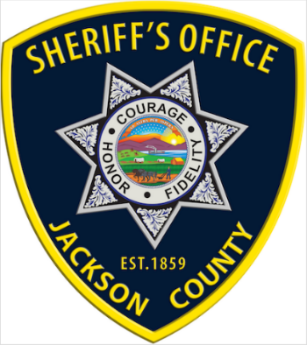 SHERIFF'S OFFICE
COURAGE
HONOR • FIDELITY
EST.1859
JACKSON COUNTY